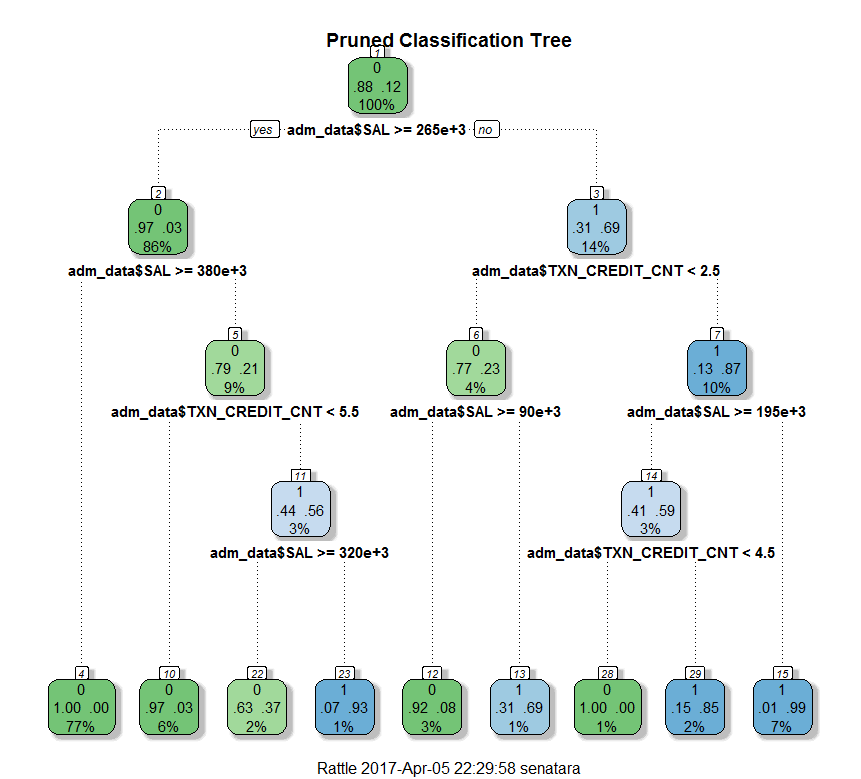 Pruned Classification Tree
1
0
.88 .12
100%
yes adm_data$SAL >= 265e+3 no
2 3
0 1
.97 .03 .31 .69
86% 14%
adm_data$SAL >= 380e+3 adm_data$TXN_CREDIT_CNT < 2.5
5 6 7
0 0 1
.79 .21 .77 .23 .13 .87
9% 4% 10%
adm_data$TXN_CREDIT_CNT < 5.5 adm_data$SAL >= 90e+3 adm_data$SAL >= 195e+3
11 14
1 1
.44 .56 .41 .59
3% 3%
adm_data$SAL >= 320e+3 adm_data$TXN_CREDIT_CNT < 4.5
4 10 22 23 12 13 28 29 15
0 0 0 1 0 1 0 1 1
1.00 .00 .97 .03 .63 .37 .07 .93 .92 .08 .31 .69 1.00 .00 .15 .85 .01 .99
77% 6% 2% 1% 3% 1% 1% 2% 7%
Rattle 2017-Apr-05 22:29:58 senatara